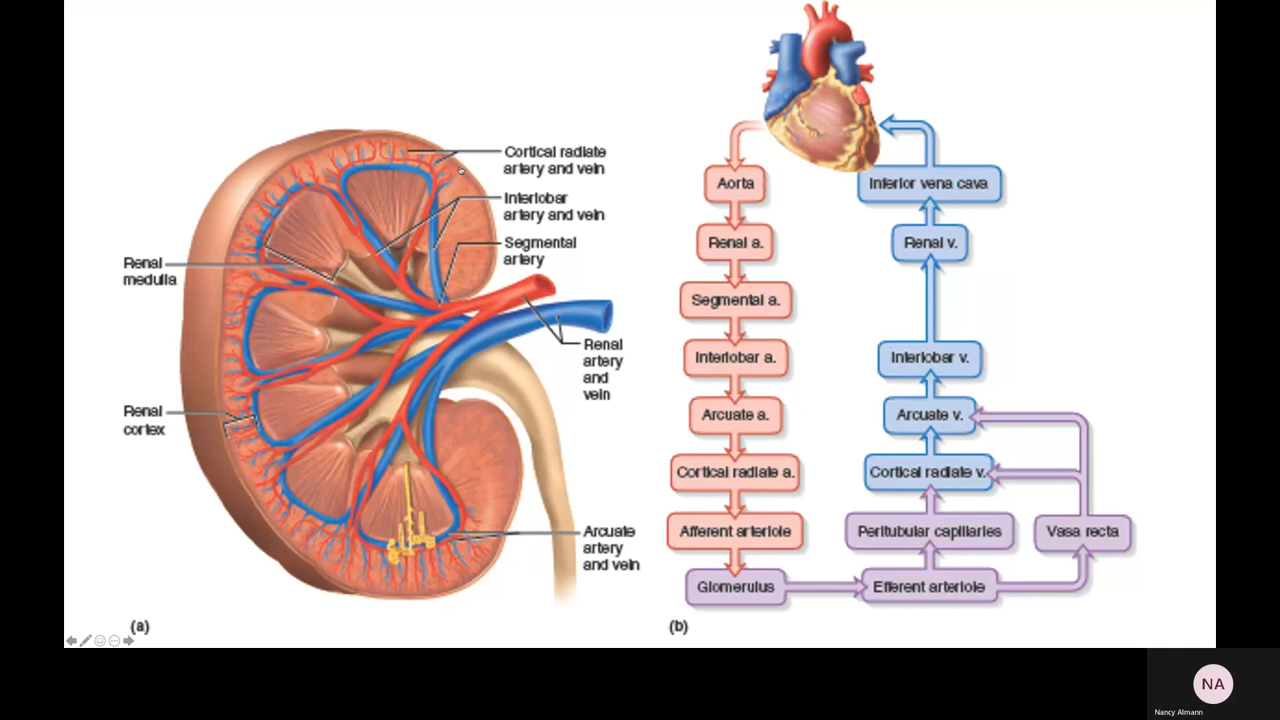 Cortical radiate
artery and vein
Interlobar
artery and vein
Segmental
artery
Renal
medulla
Renal
artery
and
vein
Renal
cortex
Arcuate
artery
and vein
(a)
Aorta
Renal a.
Segmental a.
Interlobar a.
Arcuate a.
Cortical radiate a.
Afferent arteriole
Glomerulus
Efferent arteriole
Peritubular capillaries
Vasa recta
Cortical radiate v.
Arcuate v.
Interlobar v.
Renal v.
Inferior vena cava
(b)
NA
Nancy Almann